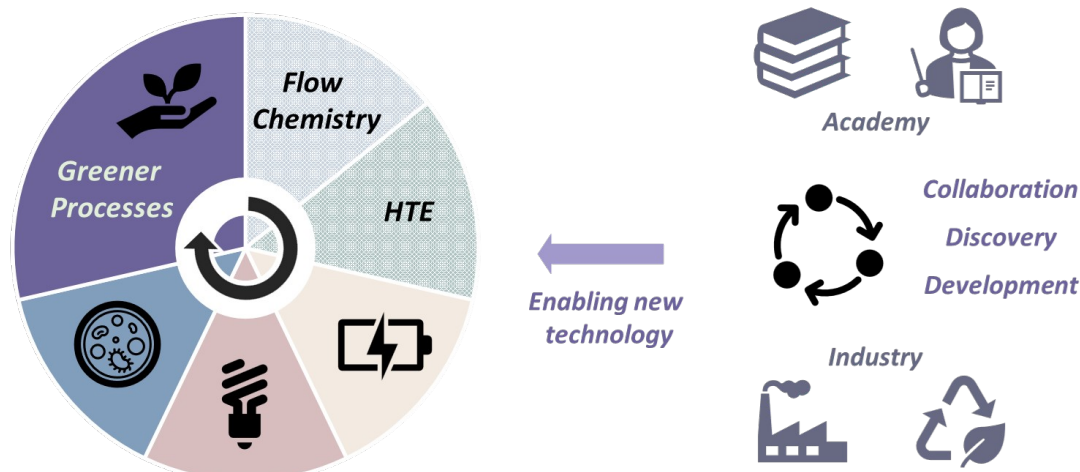 Flow
Chemistry
Greener
Processes
HTE
Enabling new
technology
Academy
Collaboration
Discovery
Development
Industry